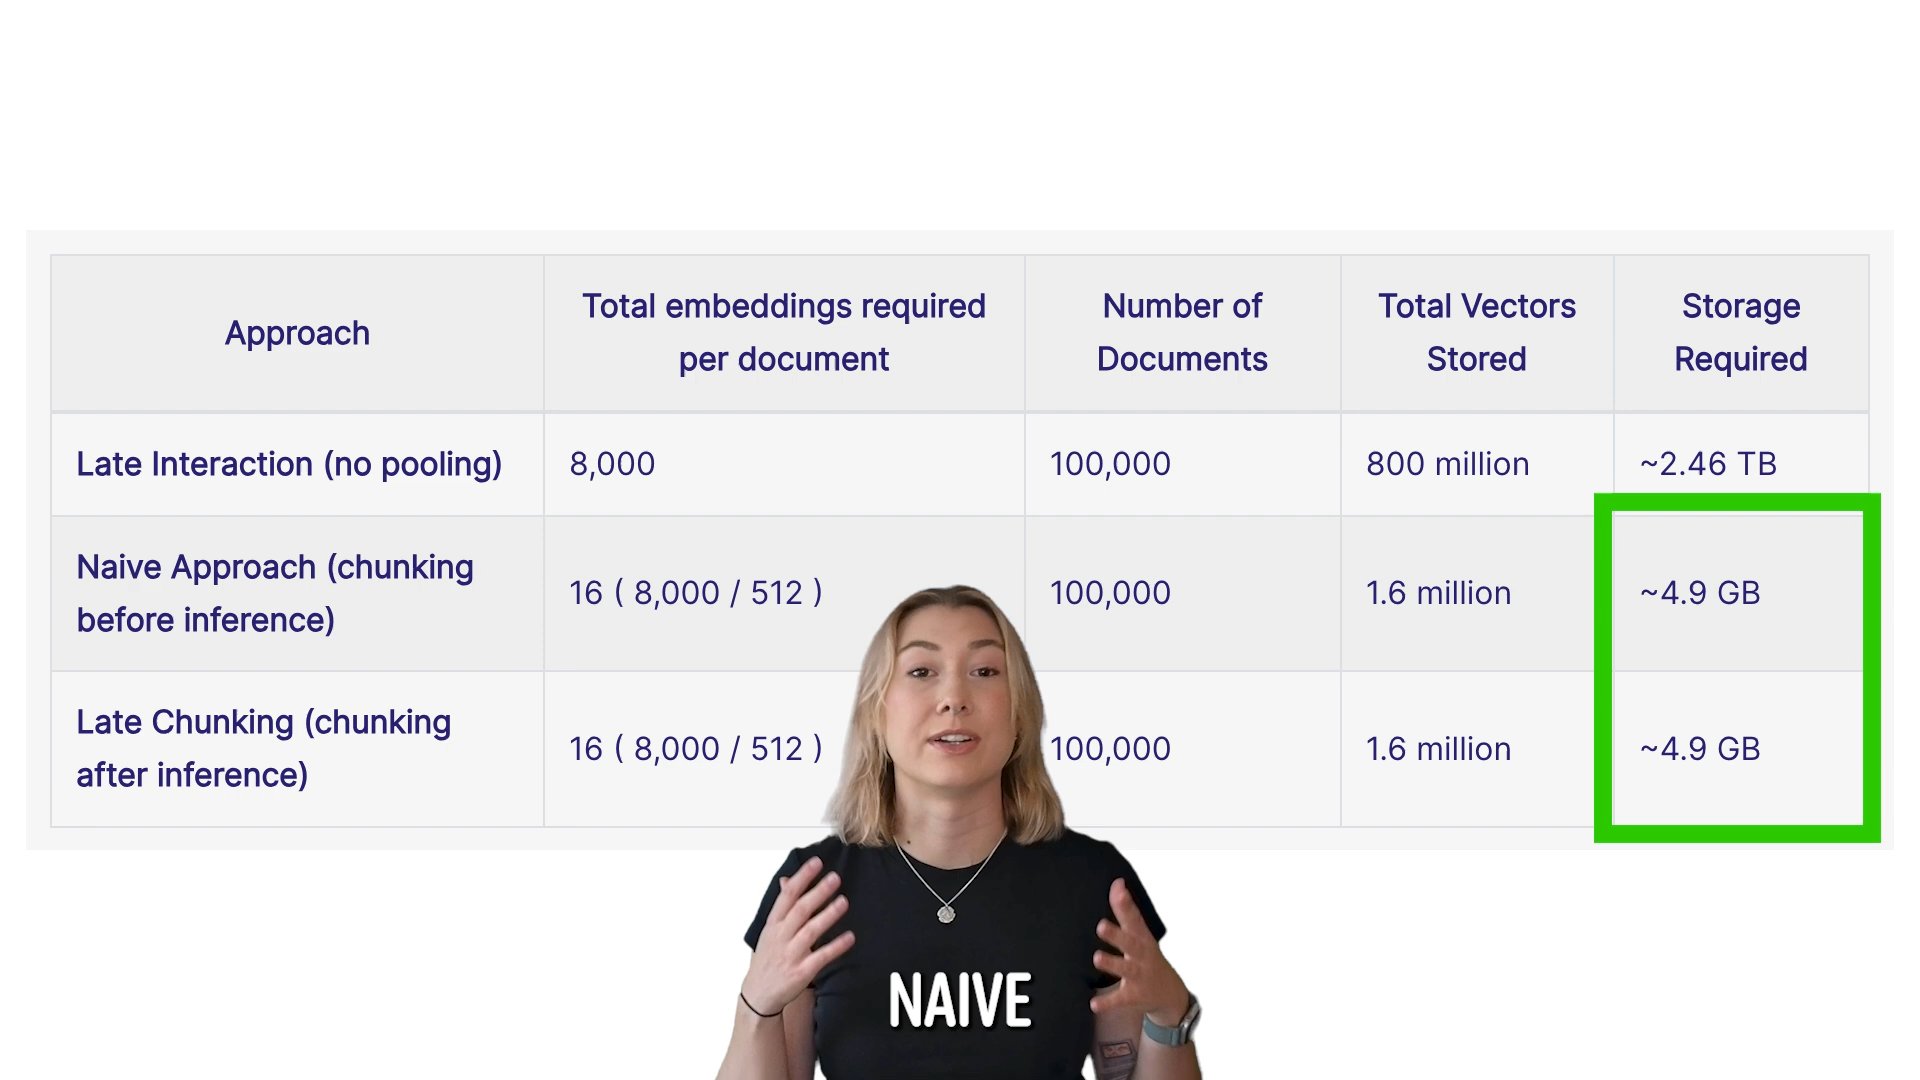 Approach
Total embeddings required
per document
Number of
Documents
Total Vectors
Stored
Storage
Required
Late Interaction (no pooling)
8,000
100,000
800 million
~2.46 TB
Naive Approach (chunking
before inference)
16 ( 8,000 / 512 )
100,000
1.6 million
~4.9 GB
Late Chunking (chunking
after inference)
16 ( 8,000 / 512 )
100,000
1.6 million
~4.9 GB
NAIVE